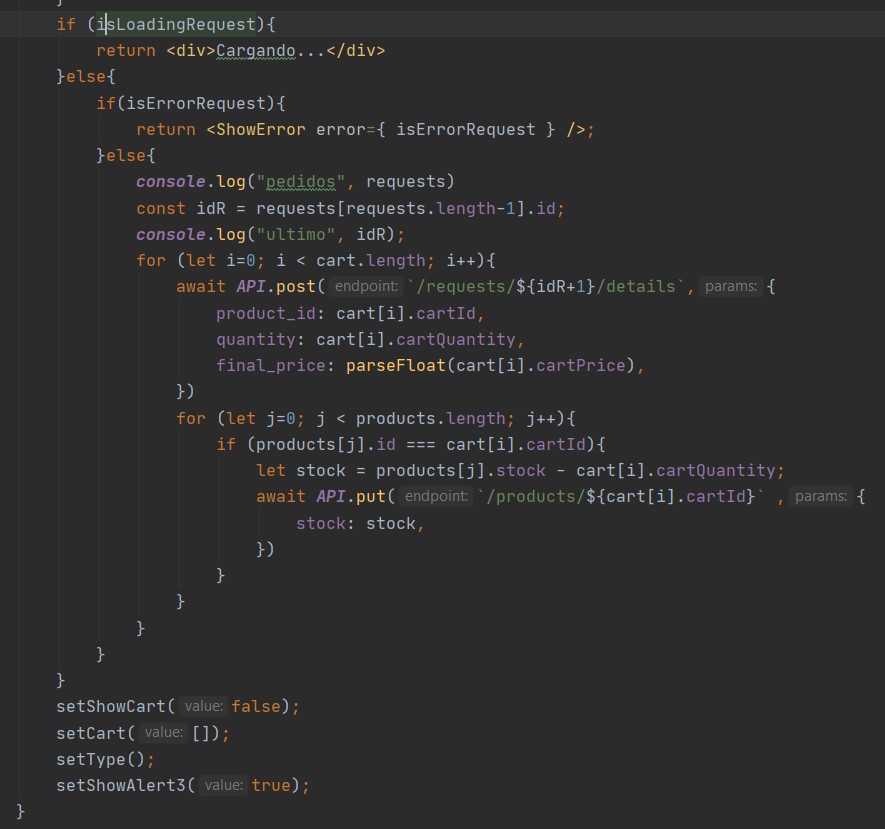 }
if (isLoadingRequest){
return <div>Cargando...</div>
}else{
if(isErrorRequest){
return <ShowError error={ isErrorRequest } />;
}else{
console.log("pedidos", requests)
const idR = requests[requests.length-1].id;
console.log("ultimo", idR);
for (let i=0; i < cart.length; i++){
await API.post( endpoint: `/requests/${idR+1}/details`, params: {
product_id: cart[i].cartId,
quantity: cart[i].cartQuantity,
final_price: parseFloat(cart[i].cartPrice),
})
for (let j=0; j < products.length; j++){
if (products[j].id === cart[i].cartId){
let stock = products[j].stock - cart[i].cartQuantity;
await API.put( endpoint: `/products/${cart[i].cartId}` , params: {
stock: stock,
})
}
}
}
}
}
setShowCart( value: false);
setCart( value: []);
setType();
setShowAlert3( value: true);
}